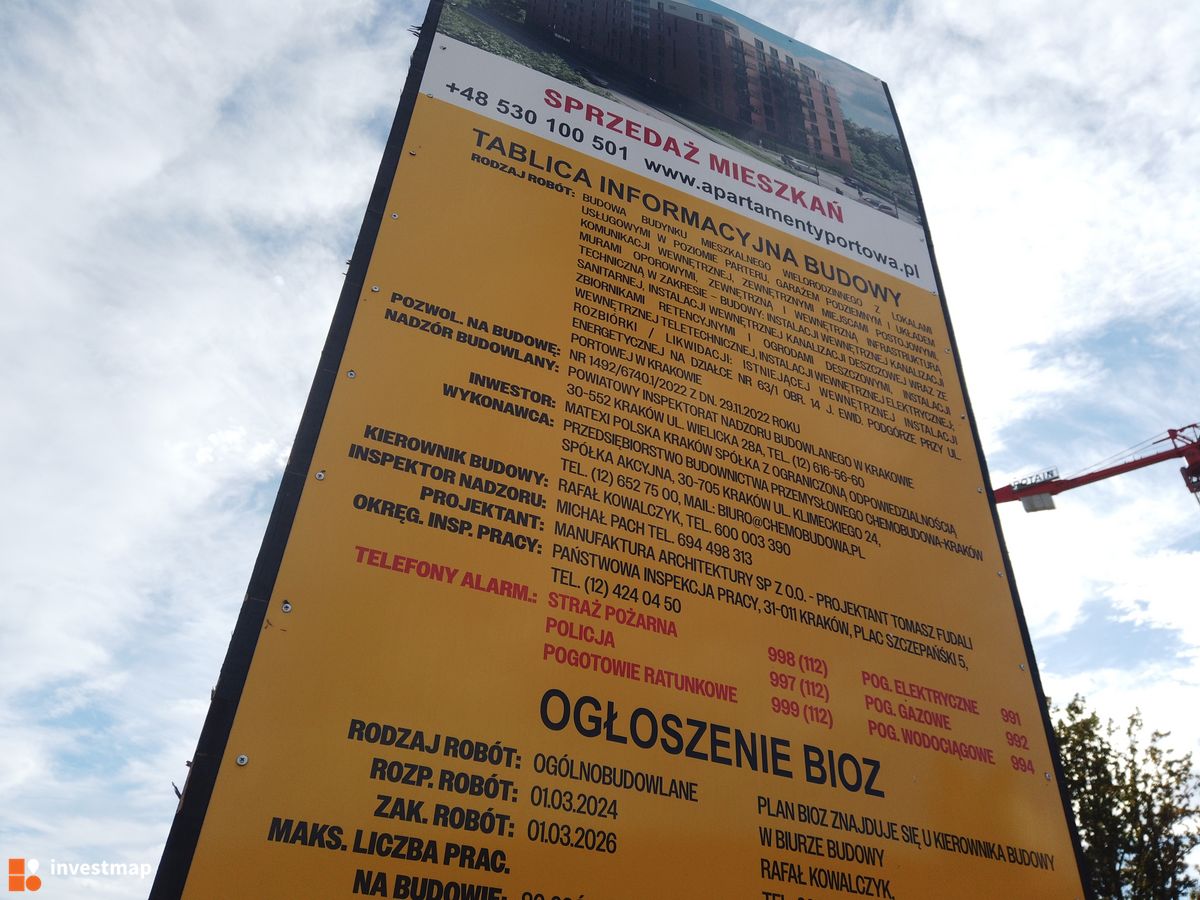 SPRZEDAŻ MIESZKAŃ
+48 530 100 501 www.apartamentyportowa.pl
TABLICA INFORMACYJNA BUDOWY
RODZAJ ROBÓT: BUDOWA BUDYNKU MIESZKALNEGO WIELORODZINNEGO Z LOKALAMI
USŁUGOWYMI W POZIOMIE PARTERU, GARAŻEM PODZIEMNYM I UKŁADEM
KOMUNIKACJI WEWNĘTRZNEJ, ZEWNĘTRZNYMI MIEJSCAMI POSTOJOWYMI,
MURAMI OPOROWYMI, ZEWNĘTRZNĄ I WEWNĘTRZNĄ INFRASTRUKTURĄ
TECHNICZNĄ W ZAKRESIE - BUDOWY: INSTALACJI WEWNĘTRZNEJ KANALIZACJI
SANITARNEJ, INSTALACJI WEWNĘTRZNEJ KANALIZACJI DESZCZOWEJ WRAZ ZE
ZBIORNIKAMI RETENCYJNYMI I OGRODAMI DESZCZOWYMI, INSTALACJI
WEWNĘTRZNEJ TELETECHNICZNEJ, INSTALACJI WEWNĘTRZNEJ ELEKTRYCZNEJ;
ROZBIÓRKI / LIKWIDACJI: ISTNIEJĄCEJ WEWNĘTRZNEJ INSTALACJI
ENERGETYCZNEJ NA DZIAŁCE NR 63/1 OBR. 14 J. EWID. PODGÓRZE PRZY UL.
PORTOWEJ W KRAKOWIE
POZWOL. NA BUDOWĘ: NR 1492/6740.1/2022 Z DN. 29.11.2022 ROKU
NADZÓR BUDOWLANY: POWIATOWY INSPEKTORAT NADZORU BUDOWLANEGO W KRAKOWIE
30-552 KRAKÓW UL. WIELICKA 28A, TEL. (12) 616-56-60
INWESTOR: MATEXI POLSKA KRAKÓW SPÓŁKA Z OGRANICZONĄ ODPOWIEDZIALNOŚCIĄ
WYKONAWCA: PRZEDSIĘBIORSTWO BUDOWNICTWA PRZEMYSŁOWEGO CHEMOBUDOWA-KRAKÓW
SPÓŁKA AKCYJNA, 30-705 KRAKÓW UL. KLIMECKIEGO 24,
TEL. (12) 652 75 00, MAIL: BIURO@CHEMOBUDOWA.PL
KIEROWNIK BUDOWY: RAFAŁ KOWALCZYK, TEL. 600 003 390
INSPEKTOR NADZORU: MICHAŁ PACH TEL. 694 498 313
PROJEKTANT: MANUFAKTURA ARCHITEKTURY SP Z O.O. - PROJEKTANT TOMASZ FUDALI
OKRĘG. INSP. PRACY: PAŃSTWOWA INSPEKCJA PRACY, 31-011 KRAKÓW, PLAC SZCZEPAŃSKI 5,
TEL. (12) 424 04 50
TELEFONY ALARM.: STRAŻ POŻARNA 998 (112) POG. ELEKTRYCZNE 991
POLICJA 997 (112) POG. GAZOWE 992
POGOTOWIE RATUNKOWE 999 (112) POG. WODOCIĄGOWE 994
OGŁOSZENIE BIOZ
RODZAJ ROBÓT: OGÓLNOBUDOWLANE
ROZP. ROBÓT: 01.03.2024
ZAK. ROBÓT: 01.03.2026
MAKS. LICZBA PRAC.
NA BUDOWIE:
PLAN BIOZ ZNAJDUJE SIĘ U KIEROWNIKA BUDOWY
W BIURZE BUDOWY
RAFAŁ KOWALCZYK,
POTAIN
investmap